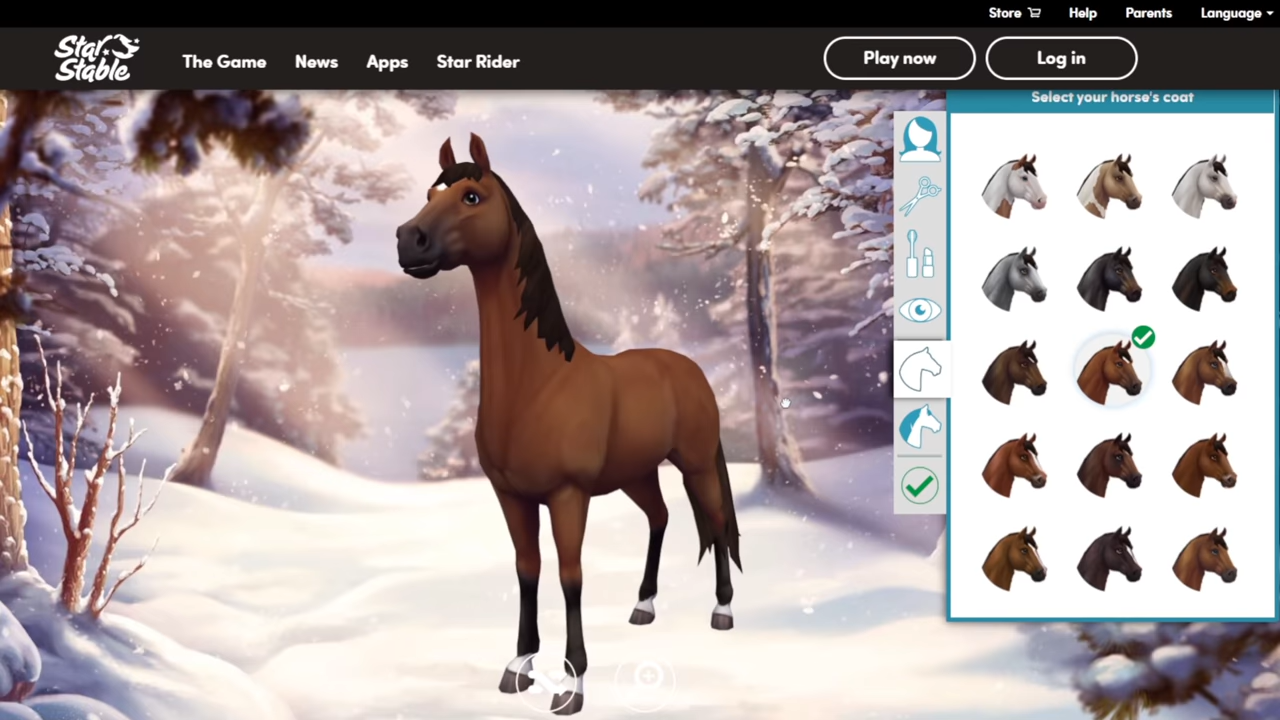 Store
Help
Parents
Language
Star Stable
The Game
News
Apps
Star Rider
Play now
Log in
Select your horse's coat